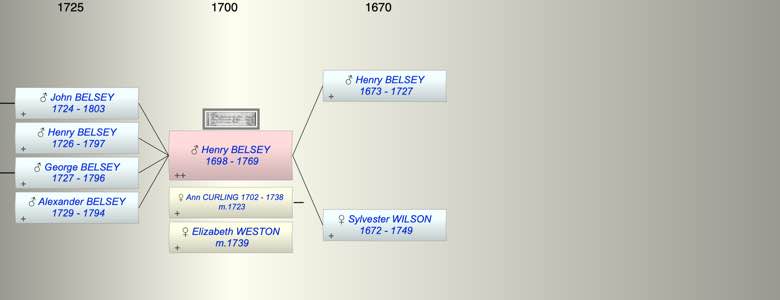 1725
1700
1670
♂ John BELSEY
1724 - 1803
+
♂ Henry BELSEY
1726 - 1797
+
♂ George BELSEY
1727 - 1796
+
♂ Alexander BELSEY
1729 - 1794
+
♂ Henry BELSEY
1698 - 1769
++
♀ Ann CURLING 1702 - 1738
m.1723
+
♀ Elizabeth WESTON
m.1739
+
♂ Henry BELSEY
1673 - 1727
+
♀ Sylvester WILSON
1672 - 1749
+